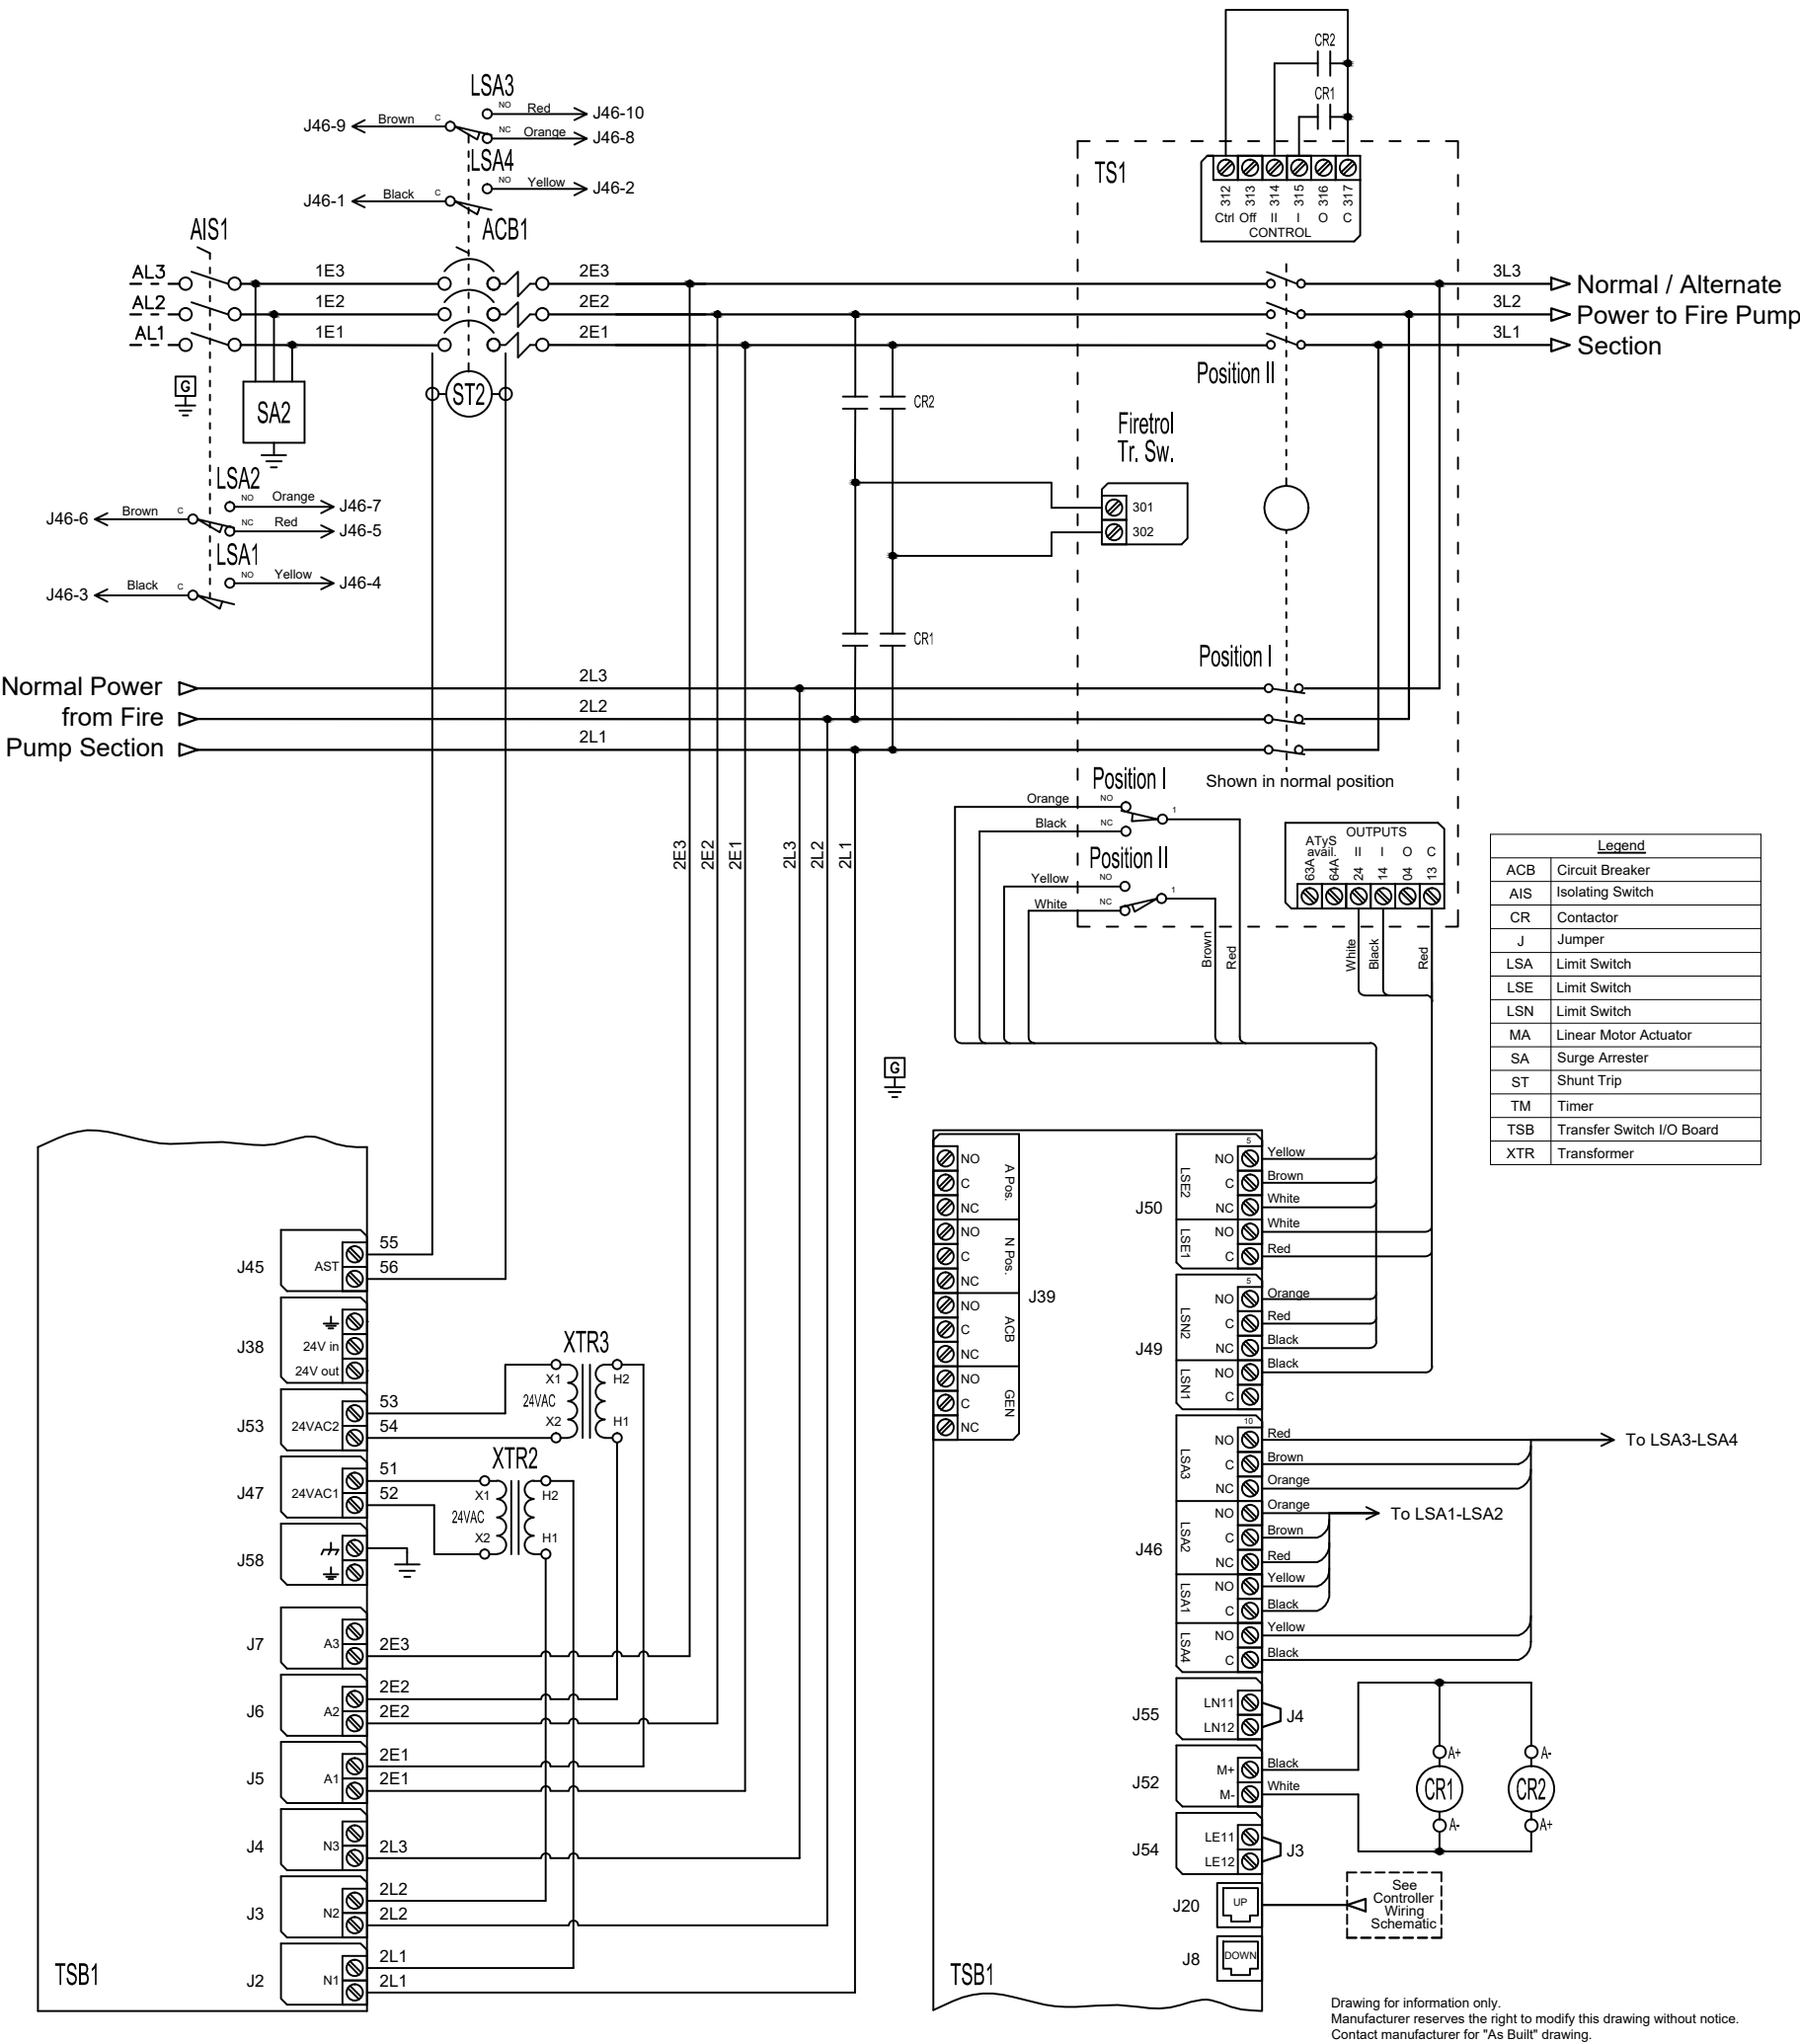 CR2
CR1
TS1
312 313 314 315 316 317
Ctrl Off II I O C
CONTROL
LSA3
J46-9 Brown C NO Red J46-10
NC Orange J46-8
LSA4
J46-1 Black C NO Yellow J46-2
AIS1
ACB1
AL3 1E3 2E3 3L3
AL2 1E2 2E2 3L2
AL1 1E1 2E1 3L1
Normal / Alternate
Power to Fire Pump
Section
G
SA2
ST2
Position II
CR2
Firetrol
Tr. Sw.
301
302
LSA2
J46-6 Brown C NO Orange J46-7
NC Red J46-5
LSA1
J46-3 Black C NO Yellow J46-4
CR1
Position I
Normal Power
from Fire
Pump Section
2L3
2L2
2L1
Shown in normal position
Position I
Orange NO 1
Black NC
Position II
Yellow NO 1
White NC
2E3 2E2 2E1 2L3 2L2 2L1
Brown Red
OUTPUTS
ATyS
avail. II I O C
63A 64A 24 14 04 13
White Black Red
Legend
ACB Circuit Breaker
AIS Isolating Switch
CR Contactor
J Jumper
LSA Limit Switch
LSE Limit Switch
LSN Limit Switch
MA Linear Motor Actuator
SA Surge Arrester
ST Shunt Trip
TM Timer
TSB Transfer Switch I/O Board
XTR Transformer
G
J45 AST 55
56
J38
24V in
24V out
J53 24VAC2 53
54
XTR3
X1 H2
24VAC
X2 H1
J47 24VAC1 51
52
XTR2
X1 H2
24VAC
X2 H1
J58
J7 A3 2E3
J6 A2 2E2
2E2
J5 A1 2E1
2E1
J4 N3 2L3
J3 N2 2L2
2L2
J2 N1 2L1
2L1
TSB1
J39
NO
C A Pos.
NC
NO
C N Pos.
NC
NO
C ACB
NC
NO
C GEN
NC
J50
5
LSE2 NO Yellow
C Brown
NC White
LSE1 NO White
C Red
J49
5
LSN2 NO Orange
C Red
NC Black
LSN1 NO Black
C
J46
10
LSA3 NO Red
C Brown
NC Orange
To LSA3-LSA4
LSA2 NO Orange
C Brown
NC Red
To LSA1-LSA2
LSA1 NO Yellow
C Black
LSA4 NO Yellow
C Black
J55 LN11
LN12 J4
J52 M+ Black
M- White
A+ A-
CR1 CR2
A- A+
J54 LE11
LE12 J3
J20 UP
See
Controller
Wiring
Schematic
J8 DOWN
TSB1
Drawing for information only.
Manufacturer reserves the right to modify this drawing without notice.
Contact manufacturer for "As Built" drawing.